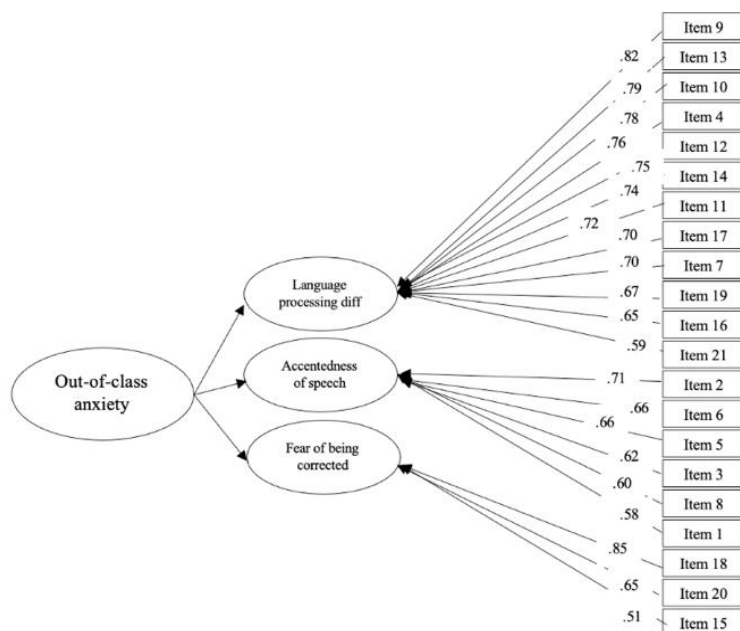 Item 9
.82
Item 13
.79
Item 10
.78
Item 4
.76
Item 12
.75
Item 14
.74
Item 11
.72
Item 17
.70
Item 7
.70
Language
processing diff
Item 19
.67
Item 16
.65
Item 21
.59
Out-of-class
anxiety
Accentedness
of speech
Item 2
.71
Item 6
.66
Item 5
.66
Item 3
.62
Fear of being
corrected
Item 8
.60
Item 1
.58
Item 18
.85
Item 20
.65
Item 15
.51